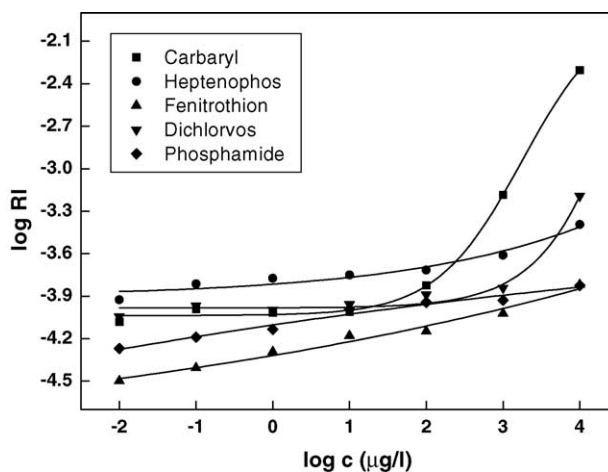 -2.1
-2.4
-2.7
-3.0
-3.3
-3.6
-3.9
-4.2
-4.5
log RI
Carbaryl
Heptenophos
Fenitrothion
Dichlorvos
Phosphamide
-2 -1 0 1 2 3 4
log c (μg/l)